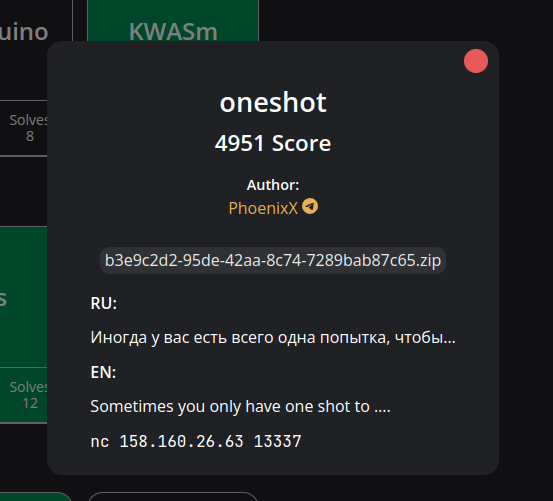 uino
KWASm
oneshot
4951 Score
Solves
8
Author:
PhoenixX
b3e9c2d2-95de-42aa-8c74-7289bab87c65.zip
RU:
s
Иногда у вас есть всего одна попытка, чтобы...
EN:
Solves
12
Sometimes you only have one shot to ....
nc 158.160.26.63 13337